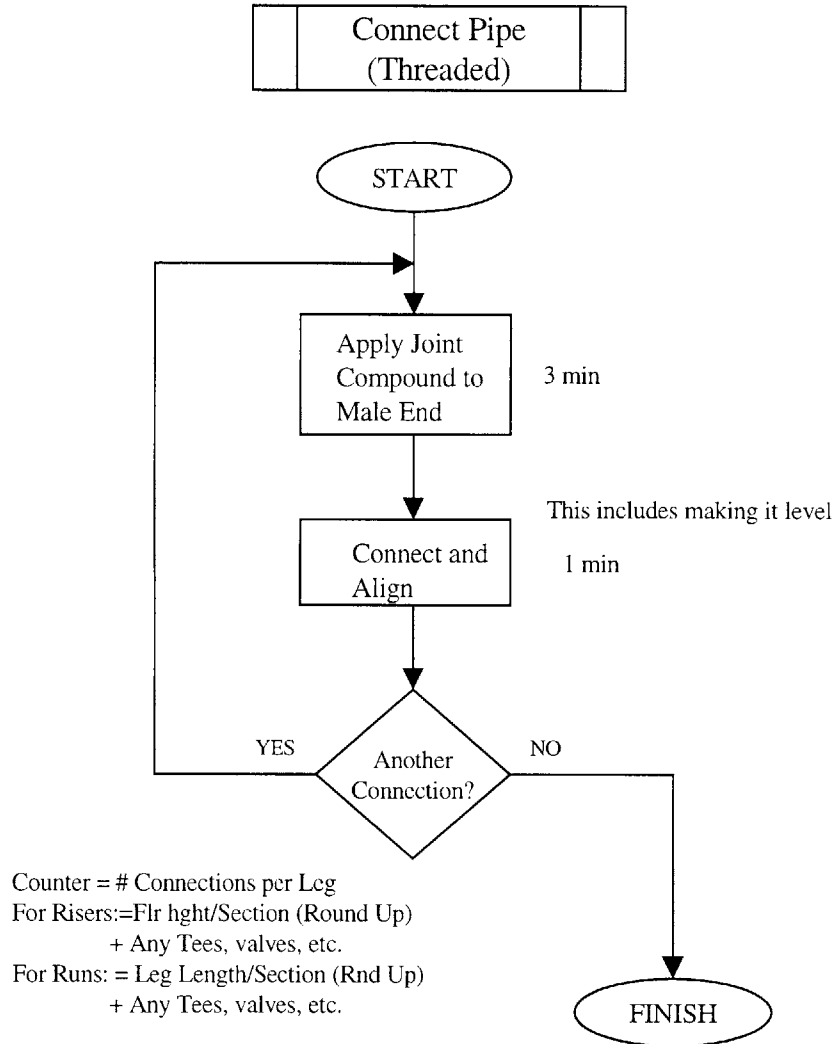 Connect Pipe
(Threaded)
START
Apply Joint
Compound to
Male End
3 min
This includes making it level
Connect and
Align
1 min
YES
Another
Connection?
NO
Counter = # Connections per Leg
For Risers:=Flr hght/Section (Round Up)
+ Any Tees, valves, etc.
For Runs: = Leg Length/Section (Rnd Up)
+ Any Tees, valves, etc.
FINISH